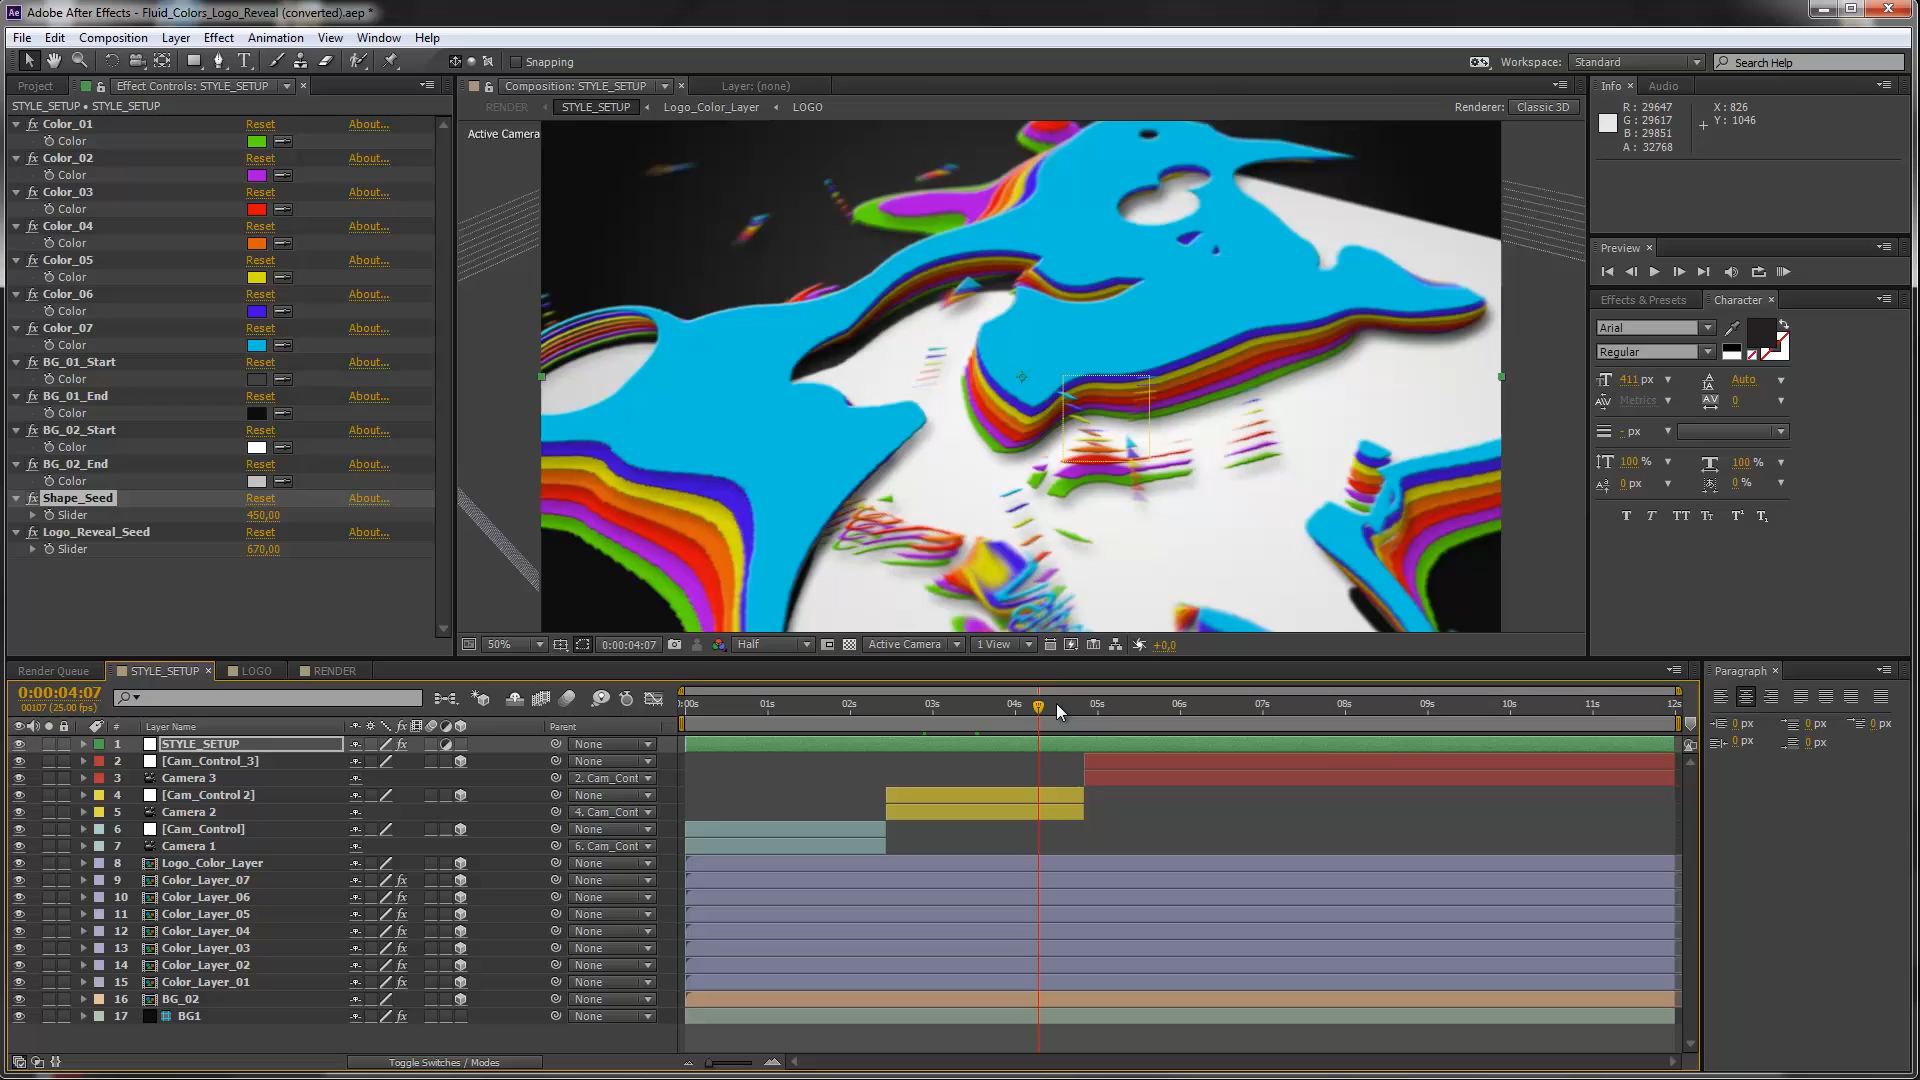 Adobe After Effects - Fluid_Colors_Logo_Reveal (converted).aep *
File Edit Composition Layer Effect Animation View Window Help
Snapping
Workspace: Standard
Search Help
Project
Effect Controls: STYLE_SETUP
STYLE_SETUP • STYLE_SETUP
Color_01 Reset About...
Color
Color_02 Reset About...
Color
Color_03 Reset About...
Color
Color_04 Reset About...
Color
Color_05 Reset About...
Color
Color_06 Reset About...
Color
Color_07 Reset About...
Color
BG_01_Start Reset About...
Color
BG_01_End Reset About...
Color
BG_02_Start Reset About...
Color
BG_02_End Reset About...
Color
Shape_Seed Reset About...
Slider 450,00
Logo_Reveal_Seed Reset About...
Slider 670,00
Composition: STYLE_SETUP
Layer: (none)
RENDER STYLE_SETUP Logo_Color_Layer LOGO
Renderer: Classic 3D
Active Camera
50% 0:00:04:07 Half Active Camera 1 View +0,0
Info Audio
R : 29647
G : 29617
B : 29851
A : 32768
X : 826
Y : 1046
Preview
Effects & Presets Character
Arial
Regular
411 px Auto
Metrics 0
- px
100 % 100 %
0 px 0 %
Paragraph
0 px 0 px 0 px
0 px 0 px
Render Queue STYLE_SETUP LOGO RENDER
0:00:04:07
00107 (25.00 fps)
0:00s 01s 02s 03s 04s 05s 06s 07s 08s 09s 10s 11s 12s
# Layer Name Parent
1 STYLE_SETUP None
2 [Cam_Control_3] None
3 Camera 3 2. Cam_Cont
4 [Cam_Control 2] None
5 Camera 2 4. Cam_Cont
6 [Cam_Control] None
7 Camera 1 6. Cam_Cont
8 Logo_Color_Layer None
9 Color_Layer_07 None
10 Color_Layer_06 None
11 Color_Layer_05 None
12 Color_Layer_04 None
13 Color_Layer_03 None
14 Color_Layer_02 None
15 Color_Layer_01 None
16 BG_02 None
17 BG1 None
Toggle Switches / Modes